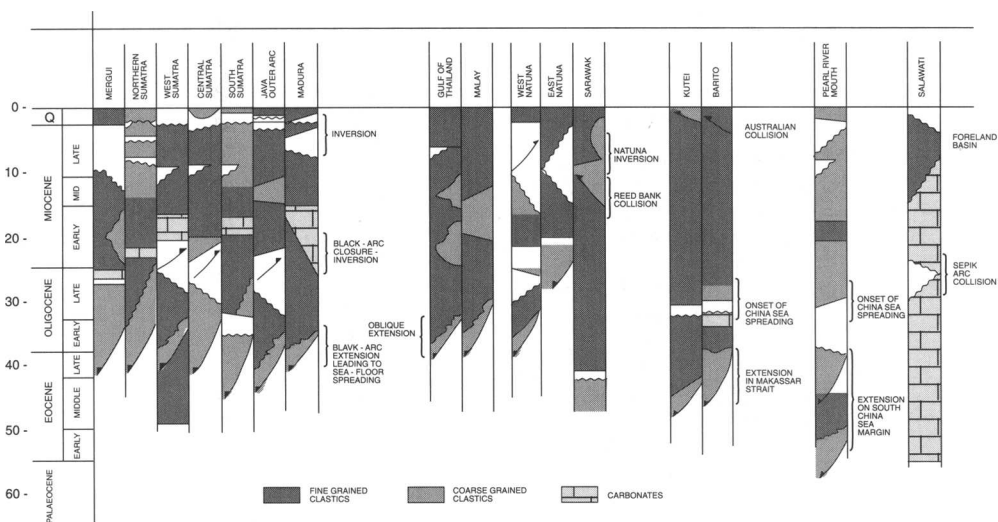 MERGUI
NORTHERN
SUMATRA
WEST
SUMATRA
CENTRAL
SUMATRA
SOUTH
SUMATRA
JAVA
OUTER ARC
MADURA
GULF OF
THAILAND
MALAY
WEST
NATUNA
EAST
NATUNA
SARAWAK
KUTEI
BARITO
PEARL RIVER
MOUTH
SALAWATI
0 -
10 -
20 -
30 -
40 -
50 -
60 -
Q
MIOCENE
LATE
MID
EARLY
OLIGOCENE
LATE
EARLY
EOCENE
LATE
MIDDLE
EARLY
PALAEOCENE
INVERSION
BLACK - ARC
CLOSURE -
INVERSION
BLAVK - ARC
EXTENSION
LEADING TO
SEA - FLOOR
SPREADING
OBLIQUE
EXTENSION
NATUNA
INVERSION
REED BANK
COLLISION
AUSTRALIAN
COLLISION
ONSET OF
CHINA SEA
SPREADING
EXTENSION
IN MAKASSAR
STRAIT
ONSET OF
CHINA SEA
SPREADING
EXTENSION
ON SOUTH
CHINA
SEA
MARGIN
FORELAND
BASIN
SEPIK
ARC
COLLISION
FINE GRAINED
CLASTICS
COARSE GRAINED
CLASTICS
CARBONATES